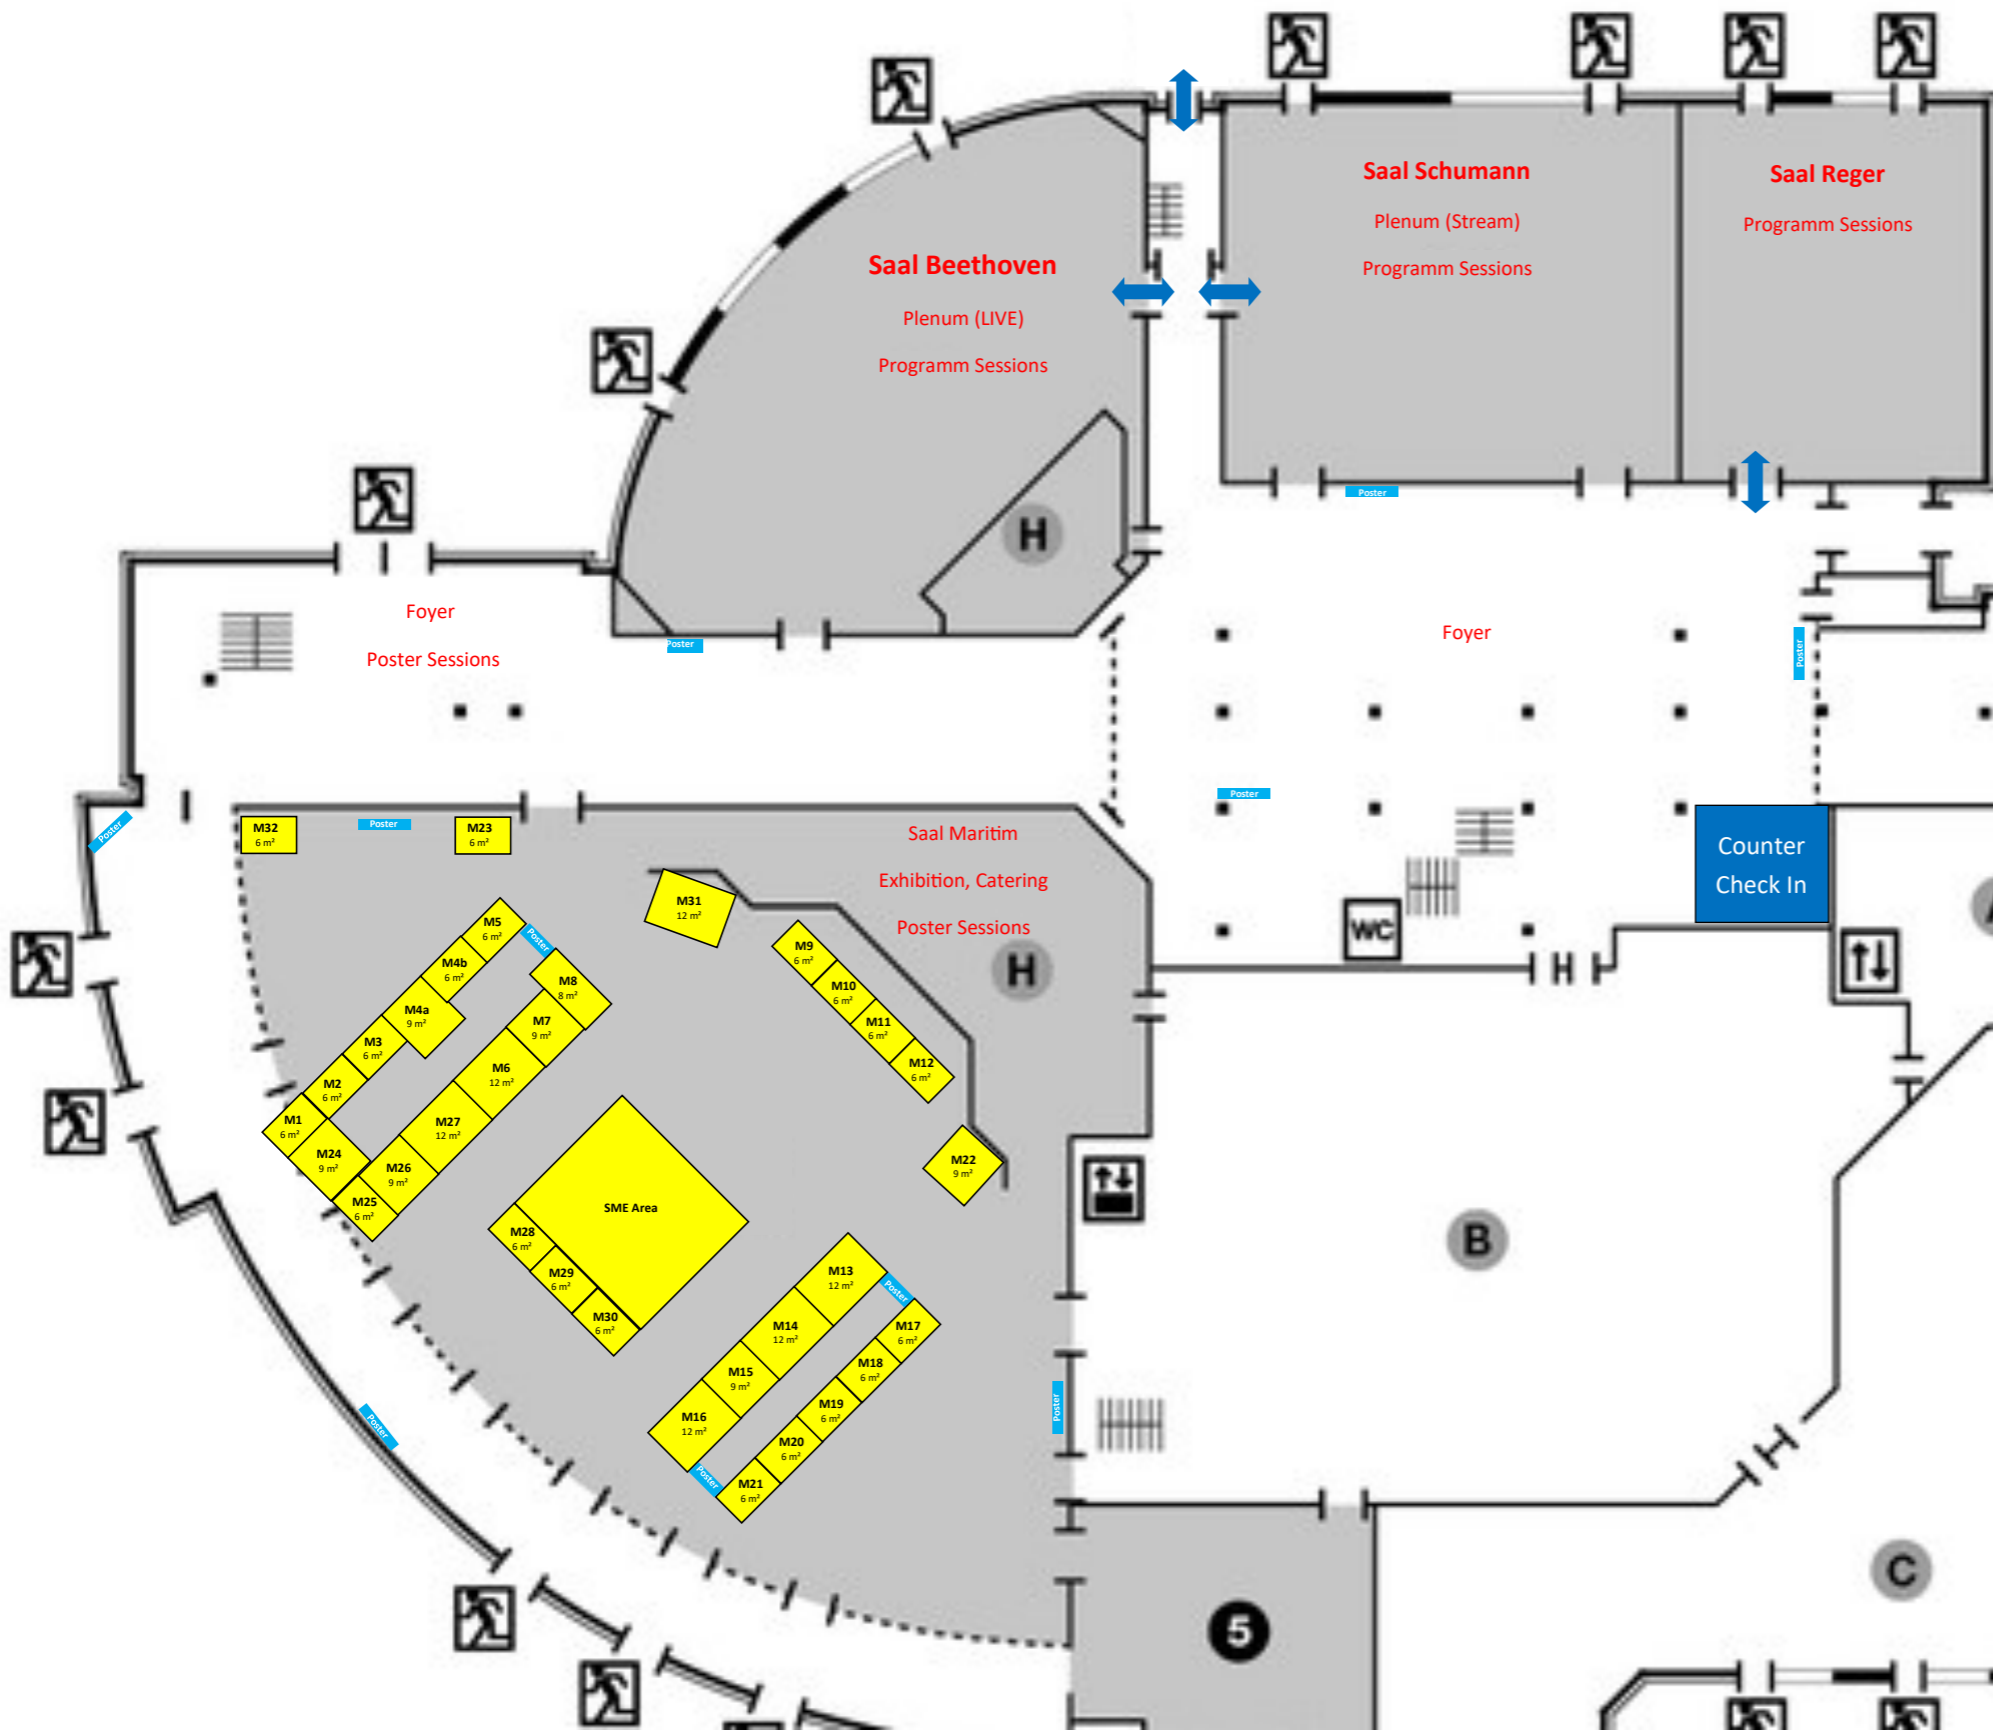 Saal Beethoven
Plenum (LIVE)
Programm Sessions
Saal Schumann
Plenum (Stream)
Programm Sessions
Saal Reger
Programm Sessions
H
Poster
Foyer
Poster Sessions
Poster
Foyer
Poster
Poster
Counter
Check In
WC
Poster
M32
6 m²
Poster
M23
6 m²
Saal Maritim
Exhibition, Catering
Poster Sessions
H
M31
12 m²
M5
6 m²
Poster
M4b
6 m²
M8
8 m²
M4a
9 m²
M7
9 m²
M3
6 m²
M6
12 m²
M2
6 m²
M27
12 m²
M1
6 m²
M24
9 m²
M26
9 m²
M25
6 m²
M9
6 m²
M10
6 m²
M11
6 m²
M12
6 m²
M22
9 m²
SME Area
M28
6 m²
M29
6 m²
M30
6 m²
M13
12 m²
Poster
M14
12 m²
M17
6 m²
M15
9 m²
M18
6 m²
M16
12 m²
M19
6 m²
M20
6 m²
Poster
M21
6 m²
Poster
Poster
B
C
5